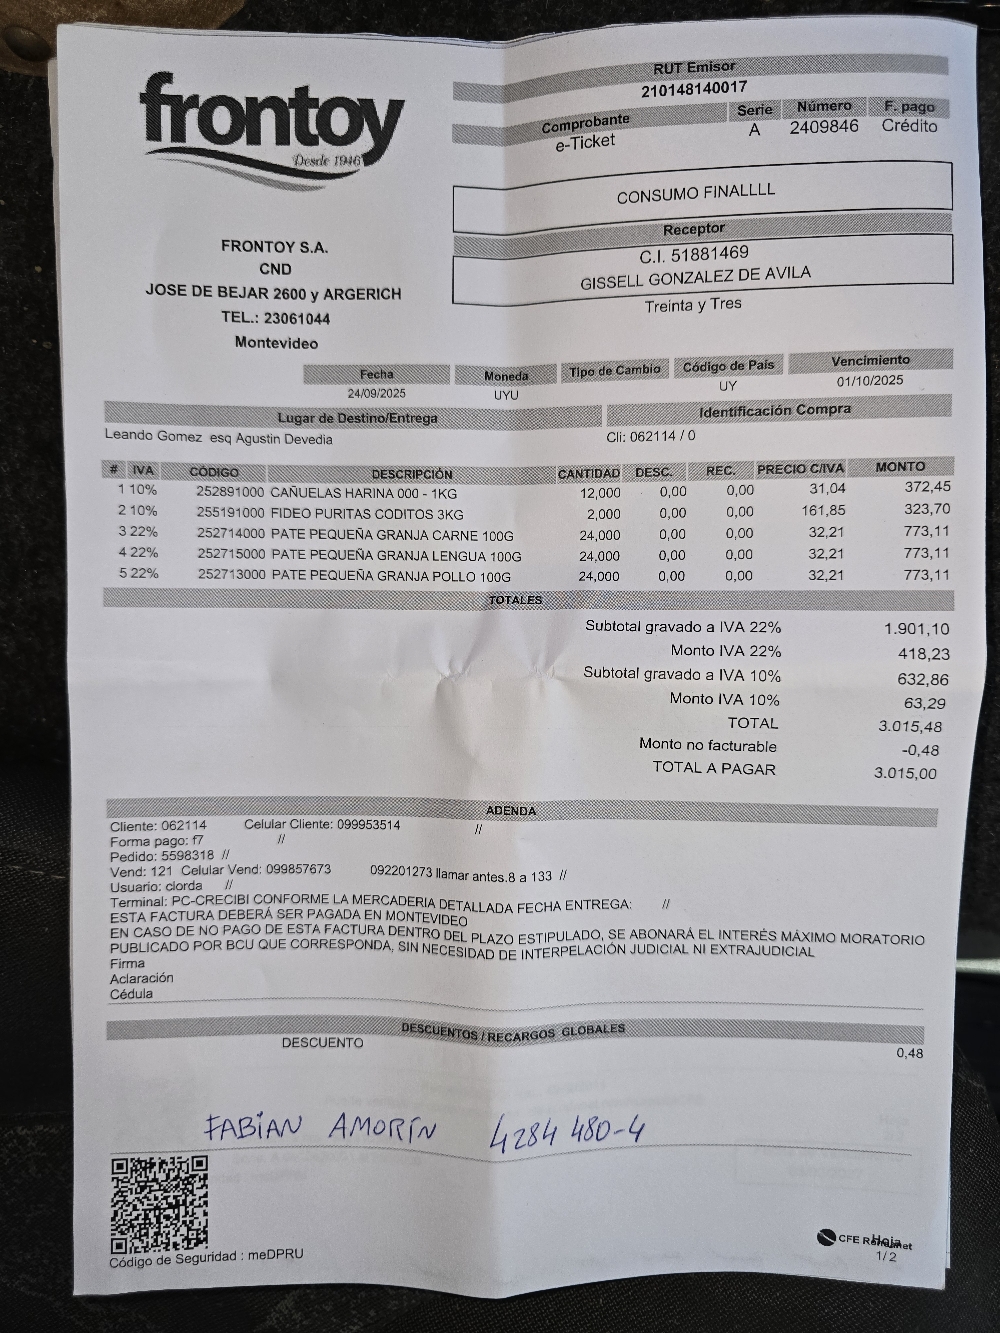 frontoy
Desde 1946
RUT Emisor
210148140017
Comprobante Serie Número F. pago
e-Ticket A 2409846 Crédito
CONSUMO FINALLLL
Receptor
C.I. 51881469
GISSELL GONZALEZ DE AVILA
Treinta y Tres
FRONTOY S.A.
CND
JOSE DE BEJAR 2600 y ARGERICH
TEL.: 23061044
Montevideo
Fecha Moneda Tipo de Cambio Código de País Vencimiento
24/09/2025 UYU UY 01/10/2025
Lugar de Destino/Entrega Identificación Compra
Leando Gomez esq Agustin Devedia Cli: 062114 / 0
# IVA CÓDIGO DESCRIPCIÓN CANTIDAD DESC. REC. PRECIO C/IVA MONTO
1 10% 252891000 CAÑUELAS HARINA 000 - 1KG 12,000 0,00 0,00 31,04 372,45
2 10% 255191000 FIDEO PURITAS CODITOS 3KG 2,000 0,00 0,00 161,85 323,70
3 22% 252714000 PATE PEQUEÑA GRANJA CARNE 100G 24,000 0,00 0,00 32,21 773,11
4 22% 252715000 PATE PEQUEÑA GRANJA LENGUA 100G 24,000 0,00 0,00 32,21 773,11
5 22% 252713000 PATE PEQUEÑA GRANJA POLLO 100G 24,000 0,00 0,00 32,21 773,11
TOTALES
Subtotal gravado a IVA 22% 1.901,10
Monto IVA 22% 418,23
Subtotal gravado a IVA 10% 632,86
Monto IVA 10% 63,29
TOTAL 3.015,48
Monto no facturable -0,48
TOTAL A PAGAR 3.015,00
ADENDA
Cliente: 062114 Celular Cliente: 099953514 //
Forma pago: f7 //
Pedido: 5598318 //
Vend: 121 Celular Vend: 099857673 092201273 llamar antes.8 a 133 //
Usuario: clorda //
Terminal: PC-CRECIBI CONFORME LA MERCADERIA DETALLADA FECHA ENTREGA: //
ESTA FACTURA DEBERÁ SER PAGADA EN MONTEVIDEO
EN CASO DE NO PAGO DE ESTA FACTURA DENTRO DEL PLAZO ESTIPULADO, SE ABONARÁ EL INTERÉS MÁXIMO MORATORIO
PUBLICADO POR BCU QUE CORRESPONDA, SIN NECESIDAD DE INTERPELACIÓN JUDICIAL NI EXTRAJUDICIAL
Firma
Aclaración
Cédula
DESCUENTOS / RECARGOS GLOBALES
DESCUENTO 0,48
FABIAN AMORÍN 4284 480-4
Código de Seguridad : meDPRU
CFE
Hoja
1/ 2